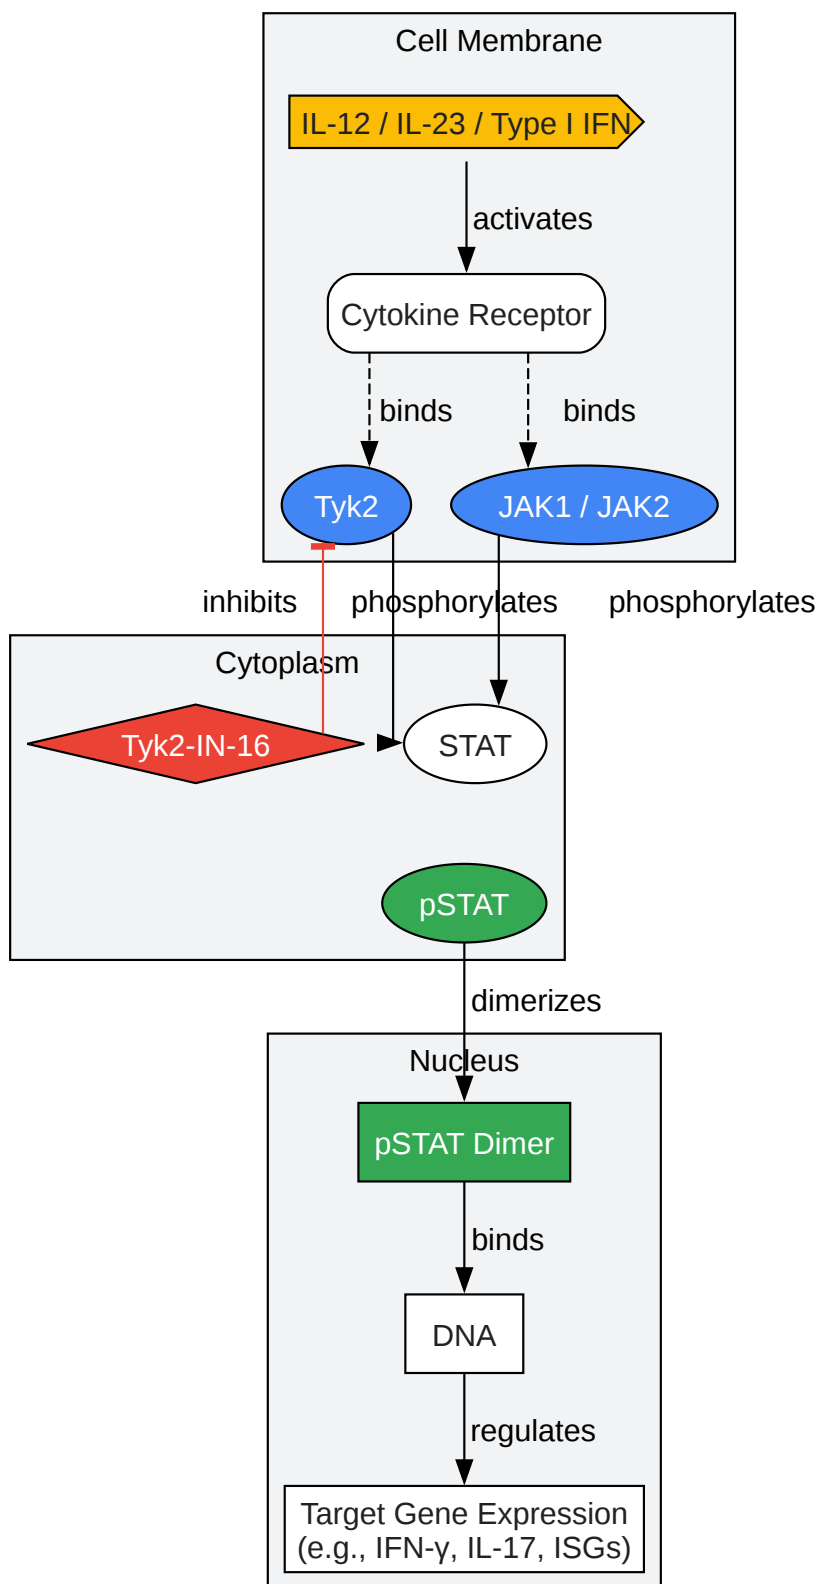 Cell Membrane
IL-12 / IL-23 / Type I IFN
activates
Cytokine Receptor
binds
binds
Tyk2
JAK1 / JAK2
inhibits
phosphorylates
phosphorylates
Cytoplasm
Tyk2-IN-16
STAT
pSTAT
dimerizes
Nucleus
pSTAT Dimer
binds
DNA
regulates
Target Gene Expression
(e.g., IFN-γ, IL-17, ISGs)